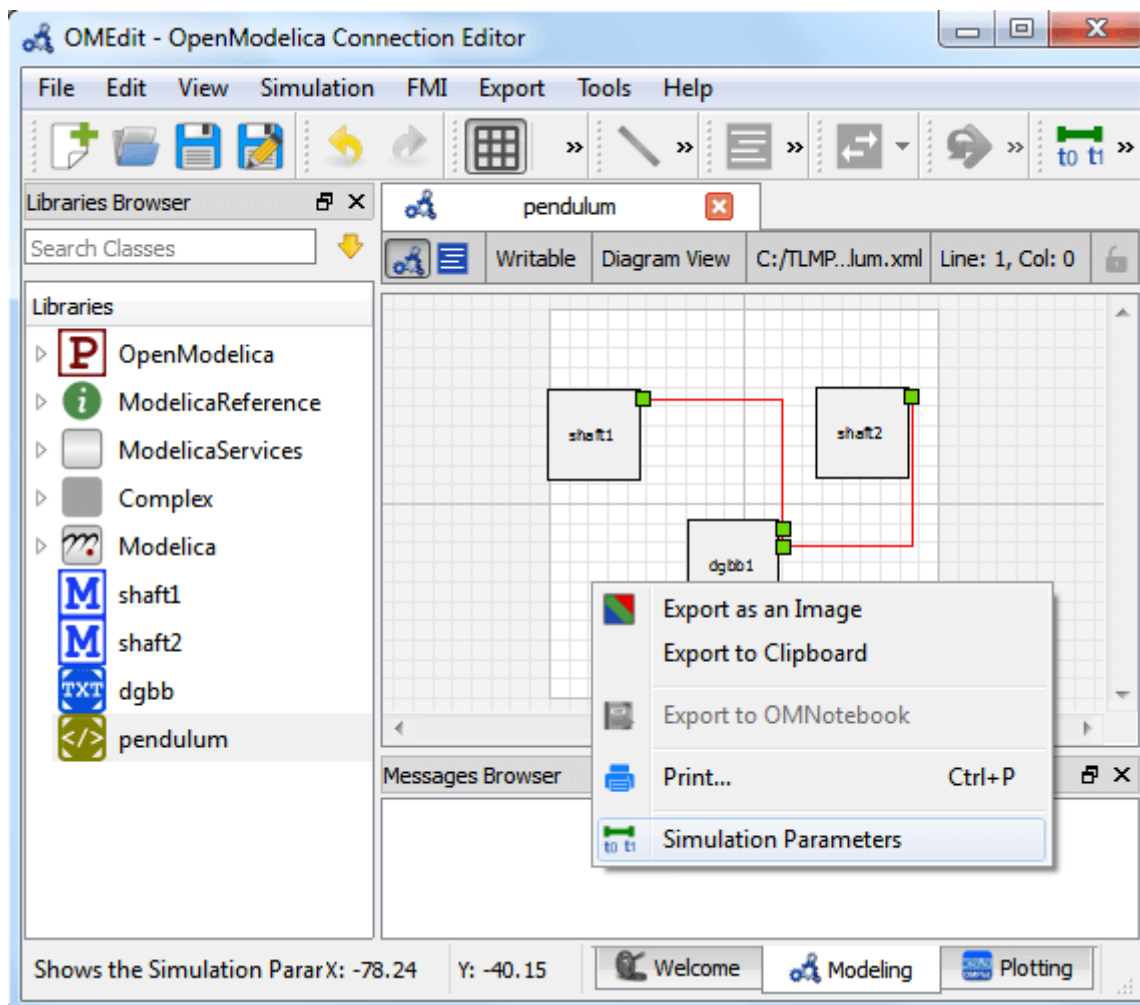 OMEdit - OpenModelica Connection Editor
File Edit View Simulation FMI Export Tools Help
t0 t1
Libraries Browser
pendulum
Search Classes
Writable Diagram View C:/TLMP...lum.xml Line: 1, Col: 0
Libraries
P OpenModelica
i ModelicaReference
ModelicaServices
Complex
Modelica
M shaft1
M shaft2
TXT dgbb
</> pendulum
shaft1
shaft2
dgbb1
Export as an Image
Export to Clipboard
Export to OMNotebook
Print... Ctrl+P
t0 t1 Simulation Parameters
Messages Browser
Shows the Simulation Parar X: -78.24 Y: -40.15 Welcome Modeling Plotting